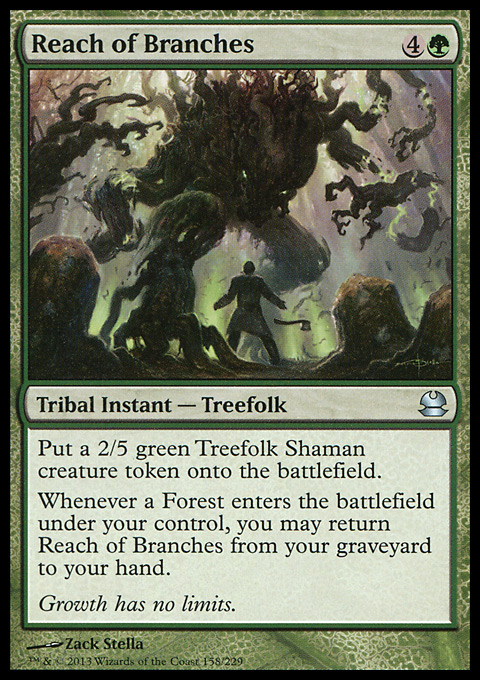 Reach of Branches 4
Tribal Instant — Treefolk
Put a 2/5 green Treefolk Shaman
creature token onto the battlefield.
Whenever a Forest enters the battlefield
under your control, you may return
Reach of Branches from your graveyard
to your hand.
Growth has no limits.
Zack Stella
™ & © 2013 Wizards of the Coast 158/229